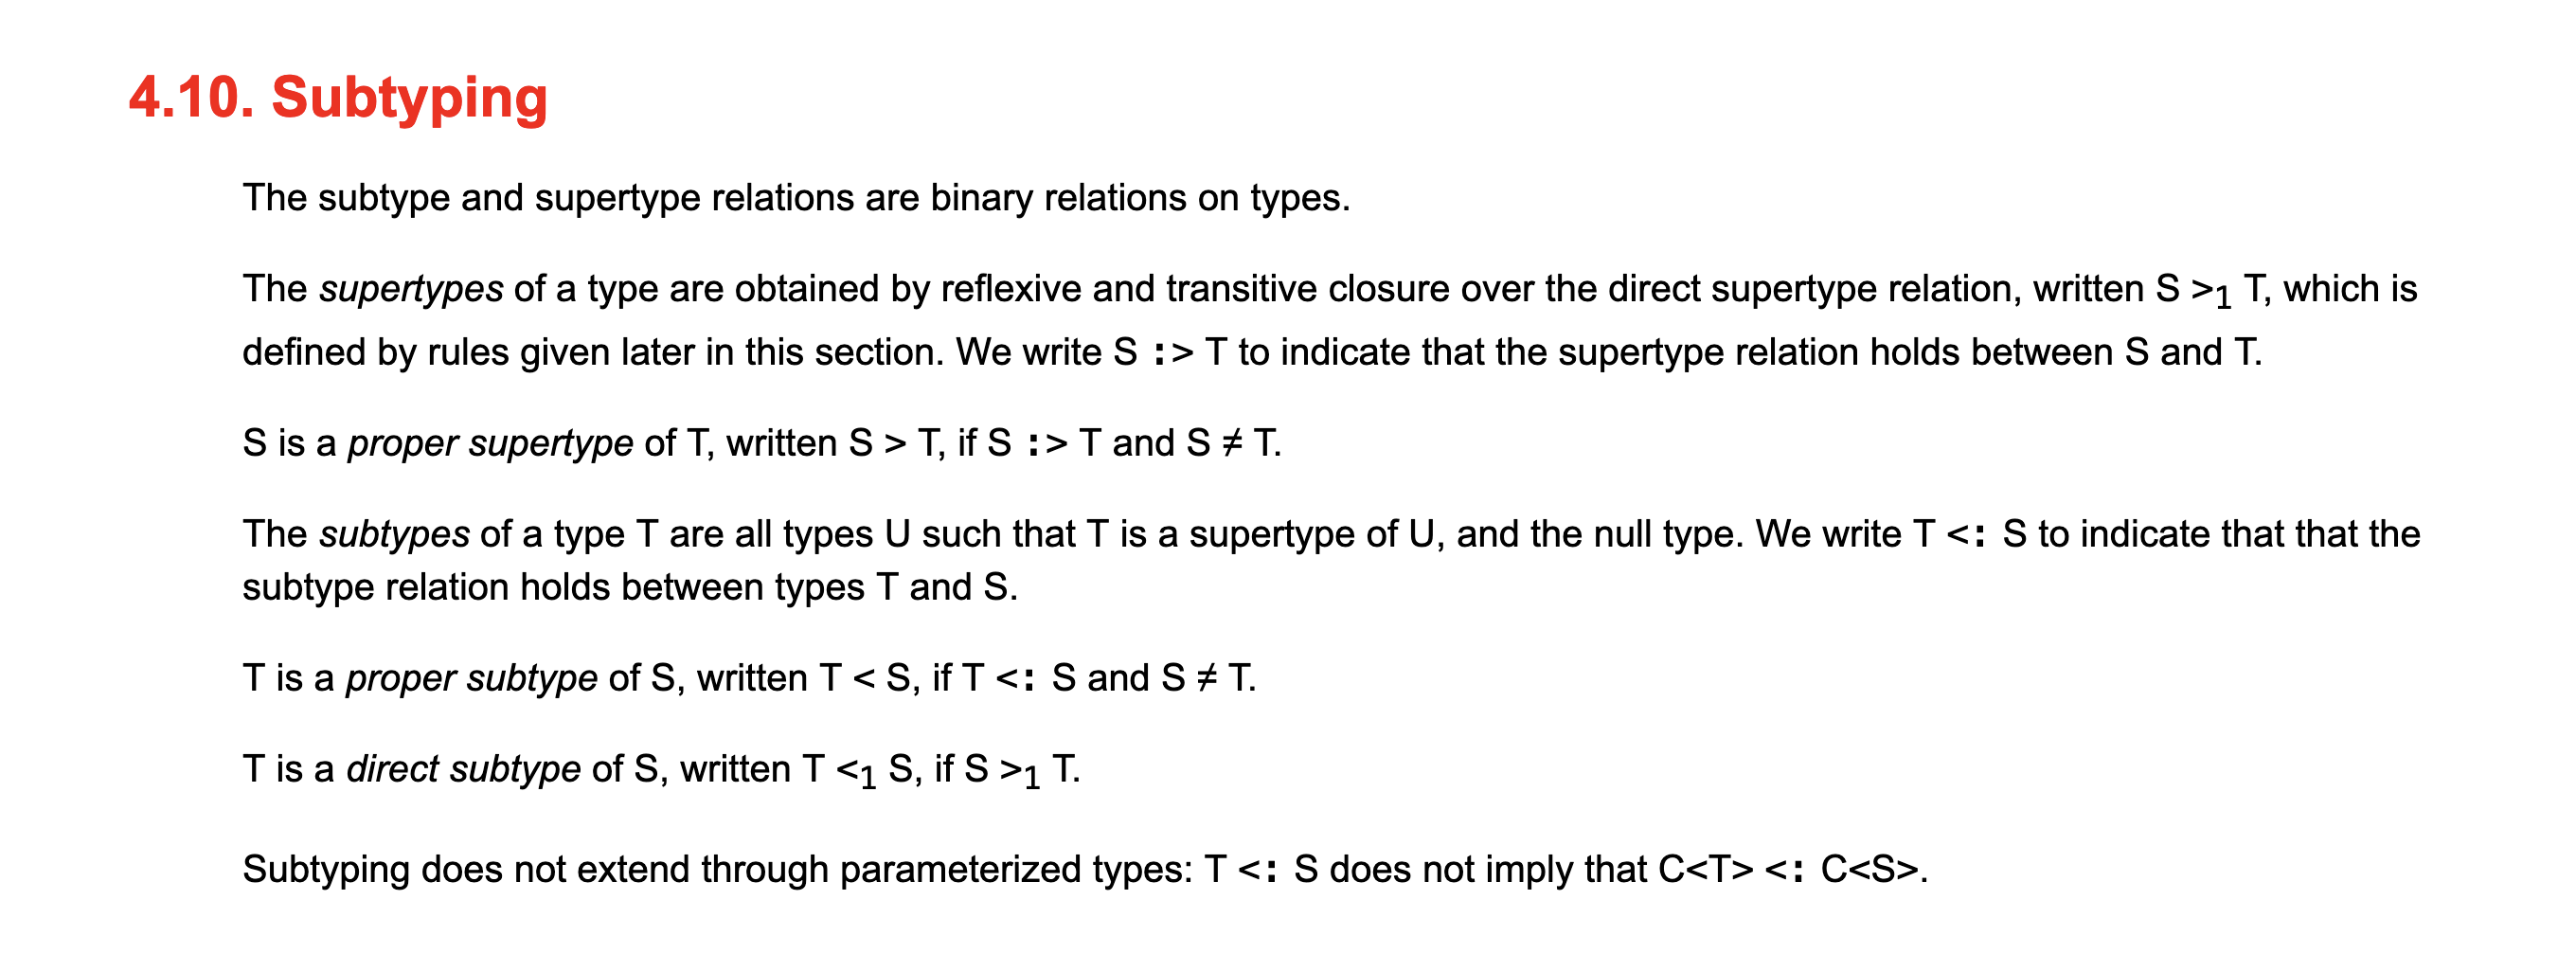 4.10. Subtyping
The subtype and supertype relations are binary relations on types.
The supertypes of a type are obtained by reflexive and transitive closure over the direct supertype relation, written S >₁ T, which is
defined by rules given later in this section. We write S :> T to indicate that the supertype relation holds between S and T.
S is a proper supertype of T, written S > T, if S :> T and S ≠ T.
The subtypes of a type T are all types U such that T is a supertype of U, and the null type. We write T <: S to indicate that that the
subtype relation holds between types T and S.
T is a proper subtype of S, written T < S, if T <: S and S ≠ T.
T is a direct subtype of S, written T <₁ S, if S >₁ T.
Subtyping does not extend through parameterized types: T <: S does not imply that C<T> <: C<S>.